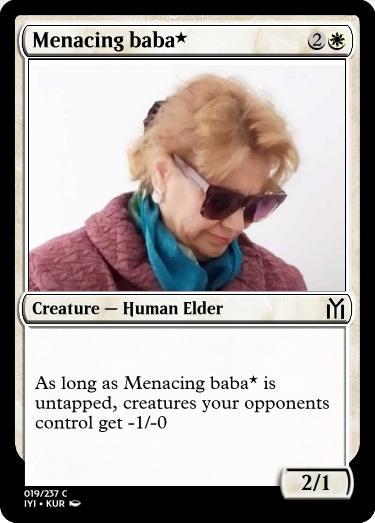 Menacing baba★ 2
Creature — Human Elder
As long as Menacing baba★ is
untapped, creatures your opponents
control get -1/-0
2/1
019/237 C
IYI • KUR